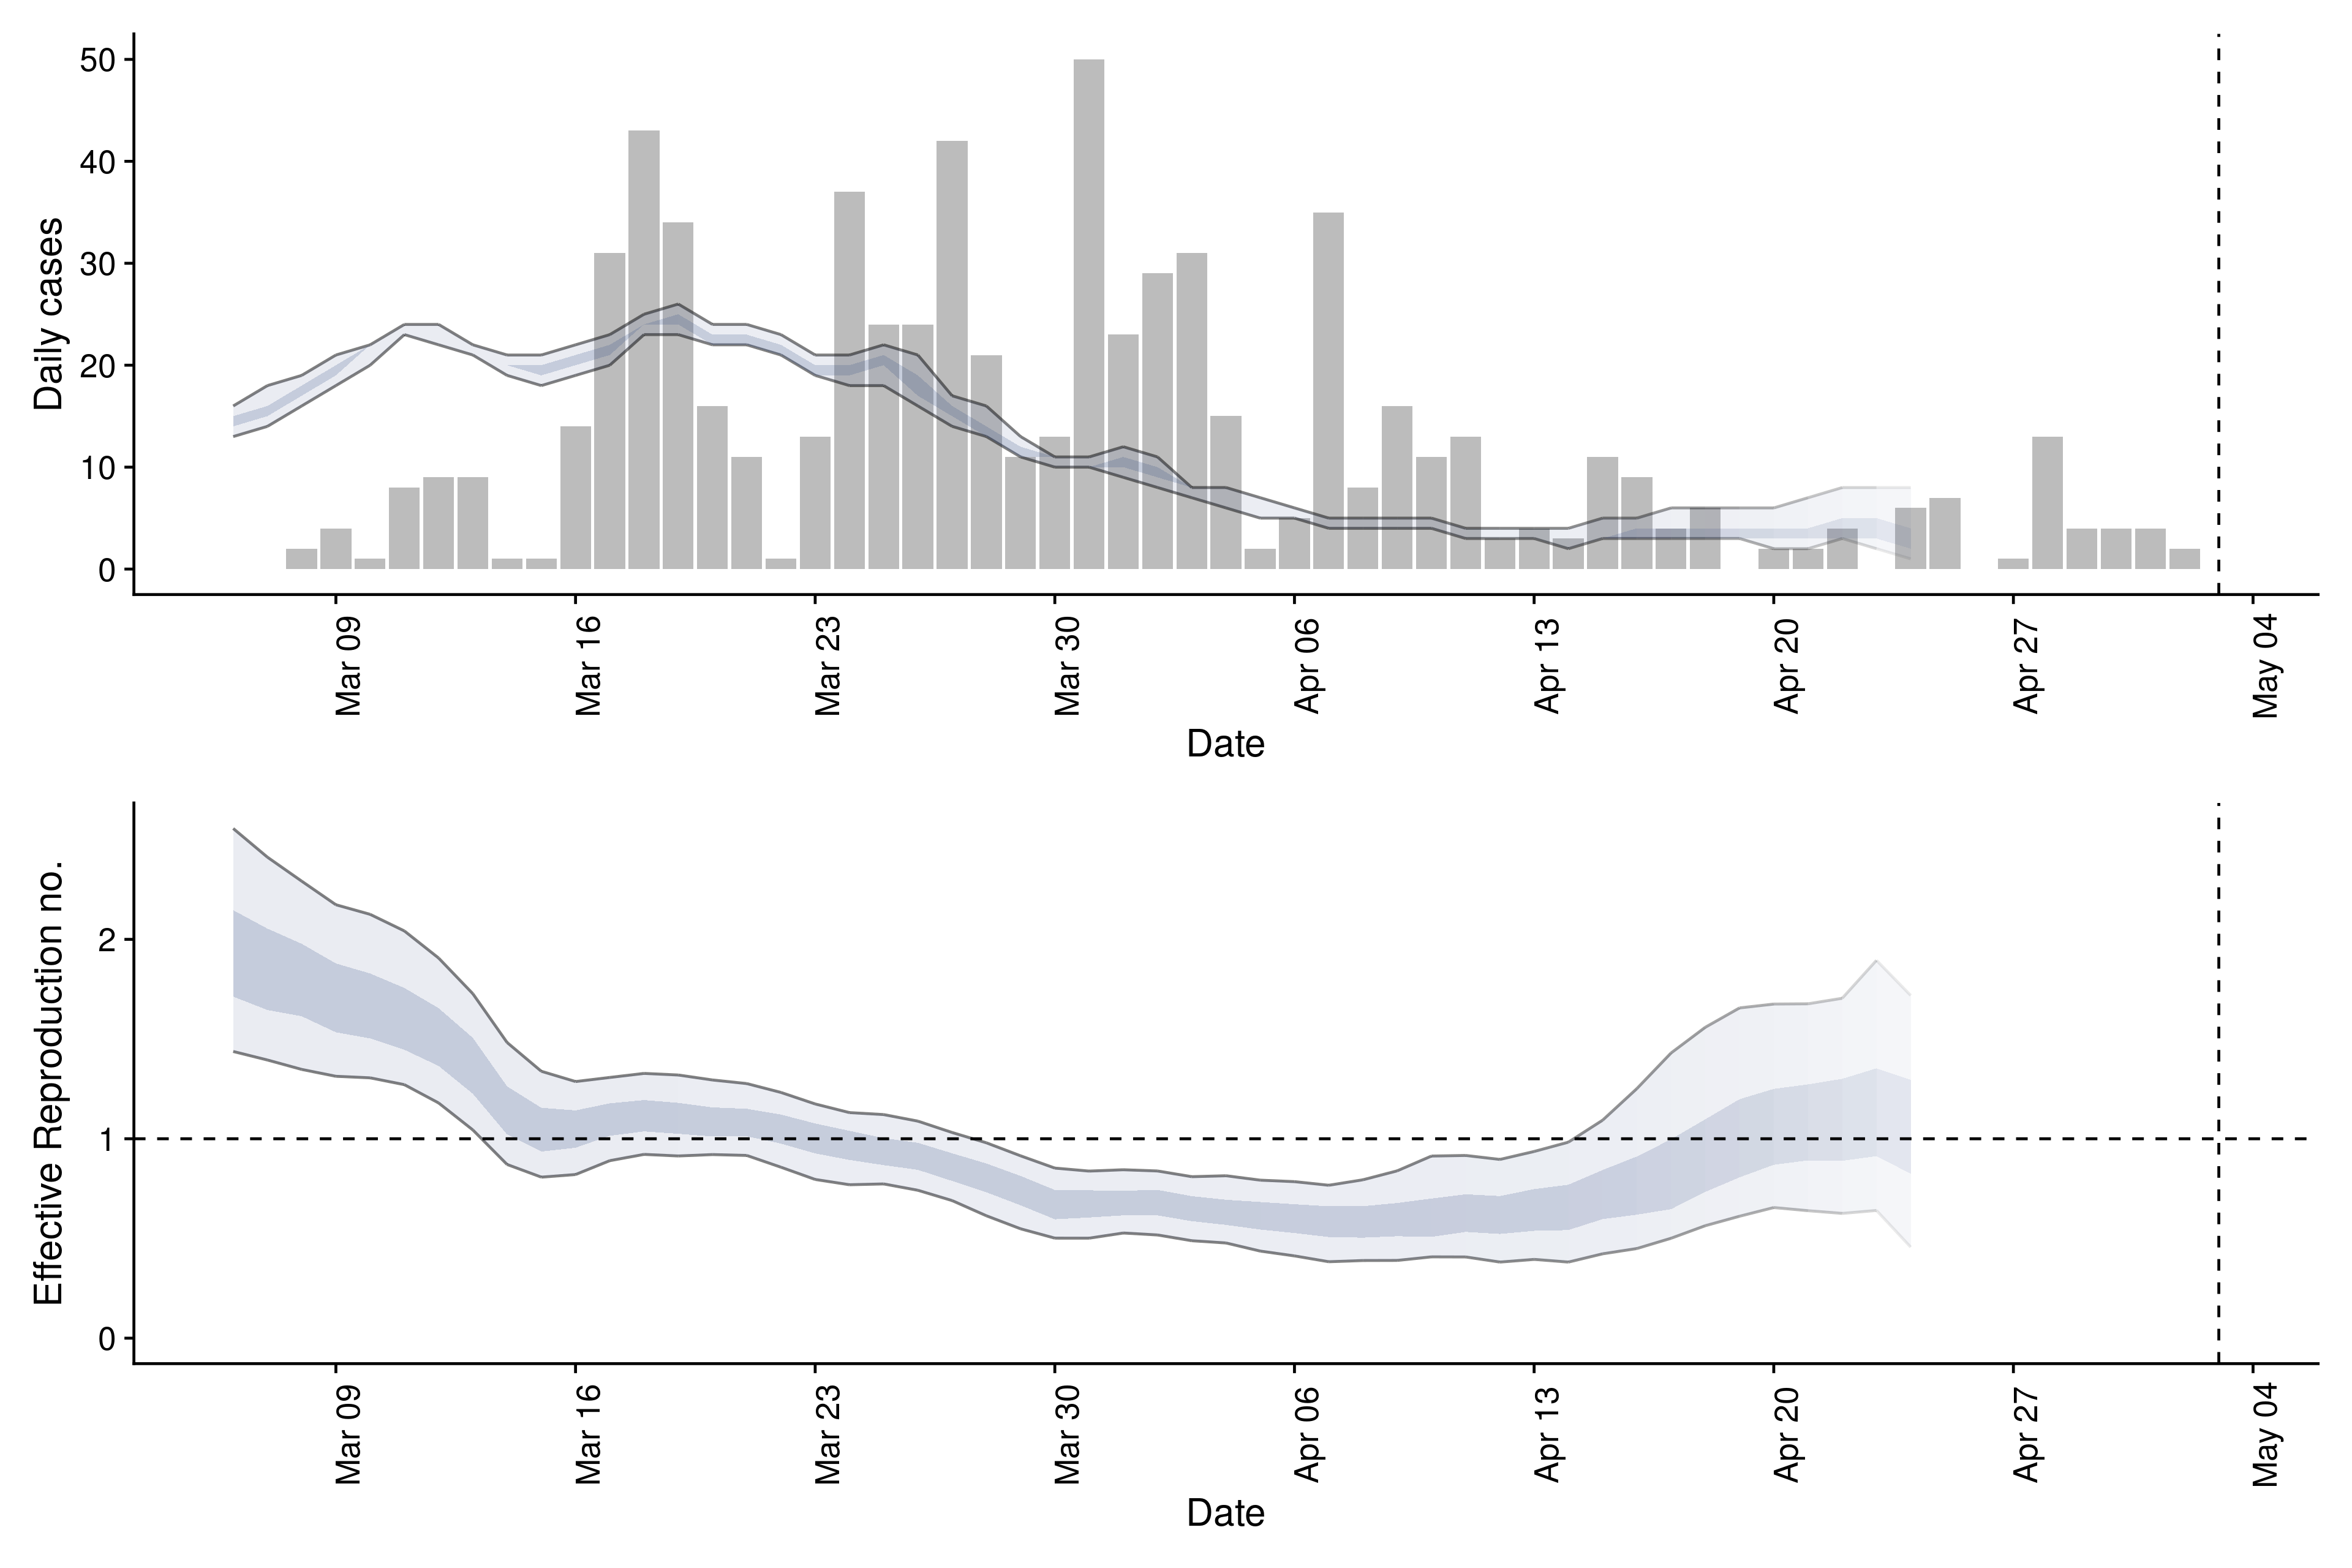 50
40
30
20
10
0
Daily cases
Mar 09
Mar 16
Mar 23
Mar 30
Apr 06
Apr 13
Apr 20
Apr 27
May 04
Date
2
1
0
Effective Reproduction no.
Mar 09
Mar 16
Mar 23
Mar 30
Apr 06
Apr 13
Apr 20
Apr 27
May 04
Date